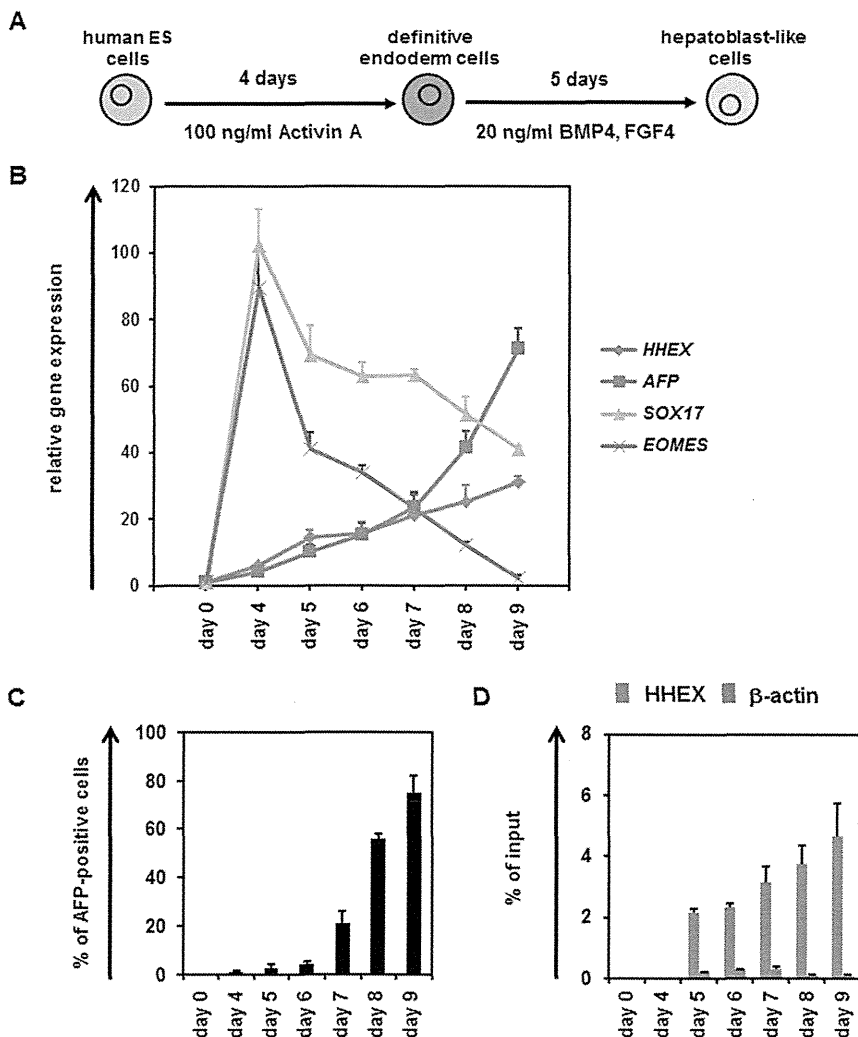 A
human ES
cells
4 days
100 ng/ml Activin A
definitive
endoderm cells
5 days
20 ng/ml BMP4, FGF4
hepatoblast-like
cells
B
relative gene expression
120
100
80
60
40
20
0
day 0
day 4
day 5
day 6
day 7
day 8
day 9
HHEX
AFP
SOX17
EOMES
C
% of AFP-positive cells
100
80
60
40
20
0
day 0
day 4
day 5
day 6
day 7
day 8
day 9
D
HHEX
β-actin
% of input
8
6
4
2
0
day 0
day 4
day 5
day 6
day 7
day 8
day 9